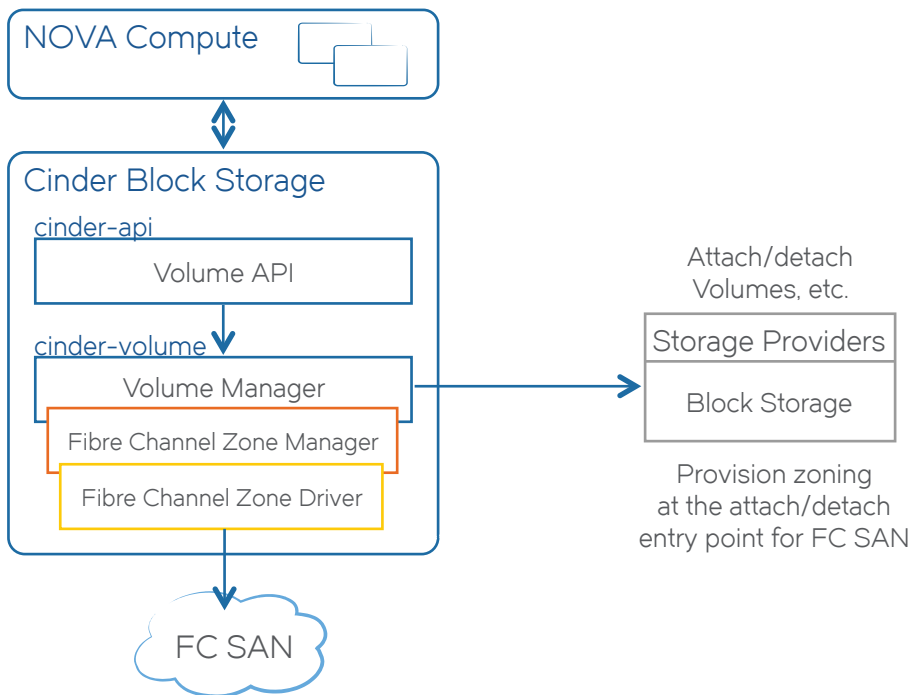 NOVA Compute
Cinder Block Storage
cinder-api
Volume API
cinder-volume
Volume Manager
Fibre Channel Zone Manager
Fibre Channel Zone Driver
FC SAN
Attach/detach
Volumes, etc.
Storage Providers
Block Storage
Provision zoning
at the attach/detach
entry point for FC SAN